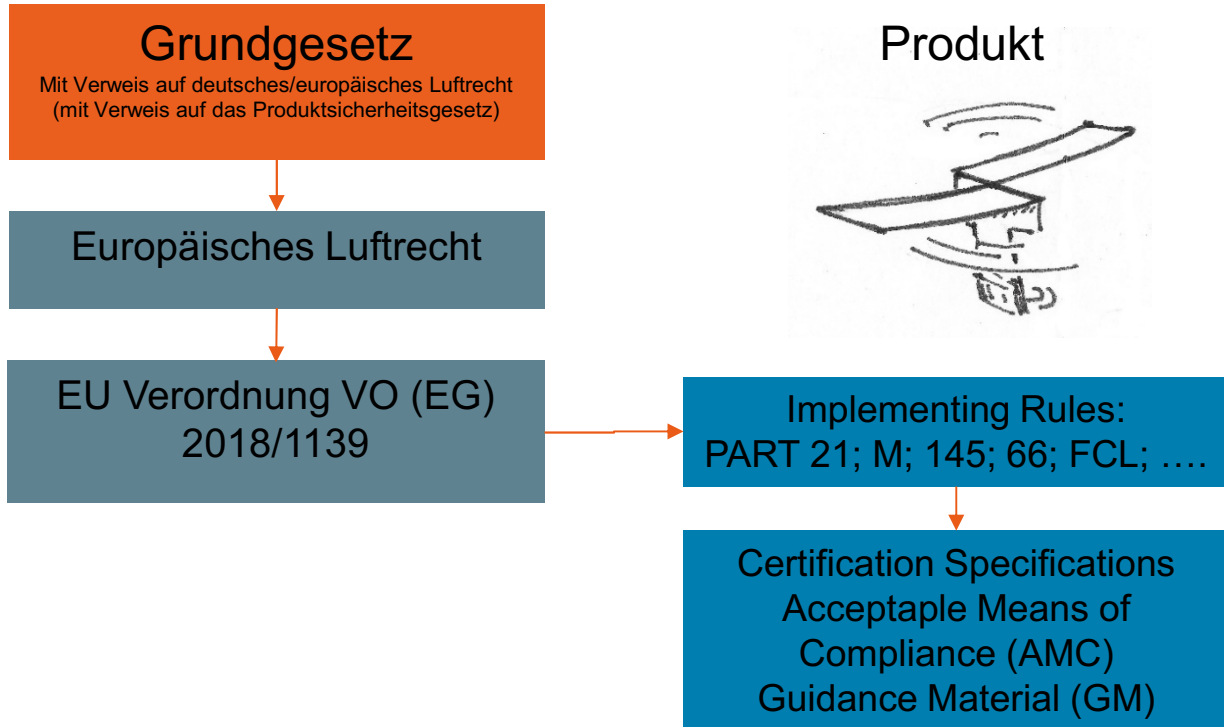 Grundgesetz
Mit Verweis auf deutsches/europäisches Luftrecht
(mit Verweis auf das Produktsicherheitsgesetz)
Produkt
Europäisches Luftrecht
EU Verordnung VO (EG)
2018/1139
Implementing Rules:
PART 21; M; 145; 66; FCL; ….
Certification Specifications
Acceptaple Means of
Compliance (AMC)
Guidance Material (GM)